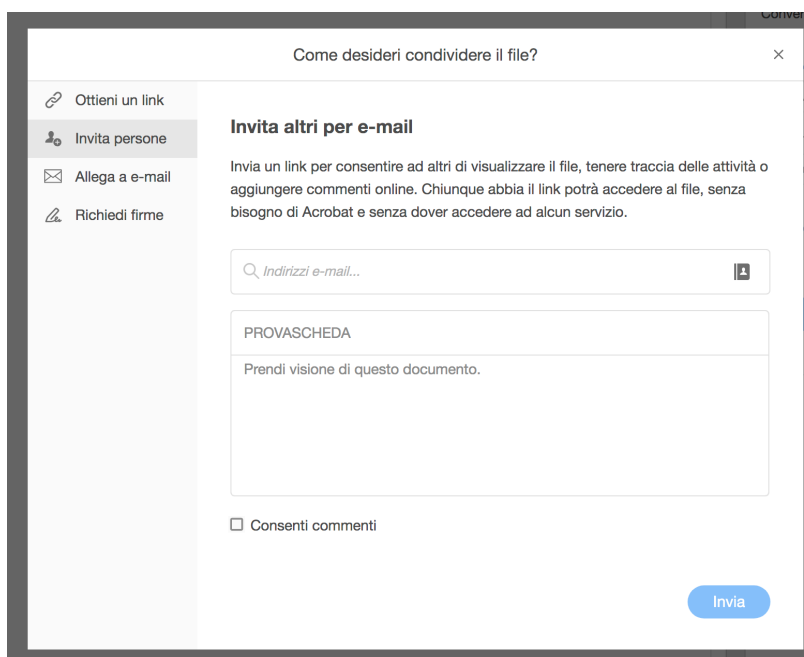 Come desideri condividere il file?
Ottieni un link
Invita persone
Allega a e-mail
Richiedi firme
Invita altri per e-mail
Invia un link per consentire ad altri di visualizzare il file, tenere traccia delle attività o
aggiungere commenti online. Chiunque abbia il link potrà accedere al file, senza
bisogno di Acrobat e senza dover accedere ad alcun servizio.
Indirizzi e-mail...
PROVASCHEDA
Prendi visione di questo documento.
Consenti commenti
Invia